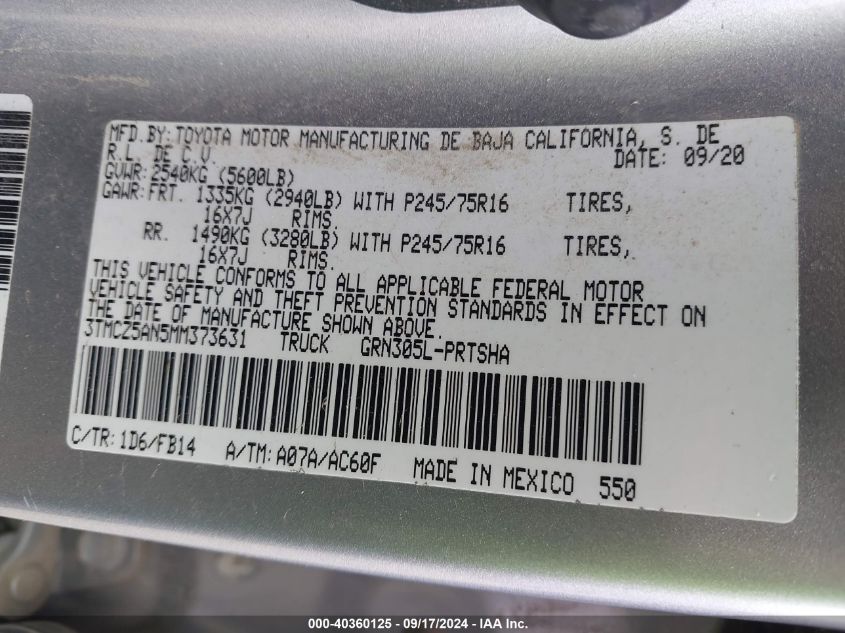 MFD.BY:TOYOTA MOTOR MANUFACTURING DE BAJA CALIFORNIA, S. DE
R.L. DE C.V. DATE: 09/20
GVWR:2540KG (5600LB)
GAWR:FRT. 1335KG (2940LB) WITH P245/75R16 TIRES,
16X7J RIMS.
RR. 1490KG (3280LB) WITH P245/75R16 TIRES,
16X7J RIMS.
THIS VEHICLE CONFORMS TO ALL APPLICABLE FEDERAL MOTOR
VEHICLE SAFETY AND THEFT PREVENTION STANDARDS IN EFFECT ON
THE DATE OF MANUFACTURE SHOWN ABOVE.
3TMCZ5AN5MM373631 TRUCK GRN305L-PRTSHA
C/TR:1D6/FB14 A/TM:A07A/AC60F MADE IN MEXICO 550
000-40360125 - 09/17/2024 - © IAA Inc.